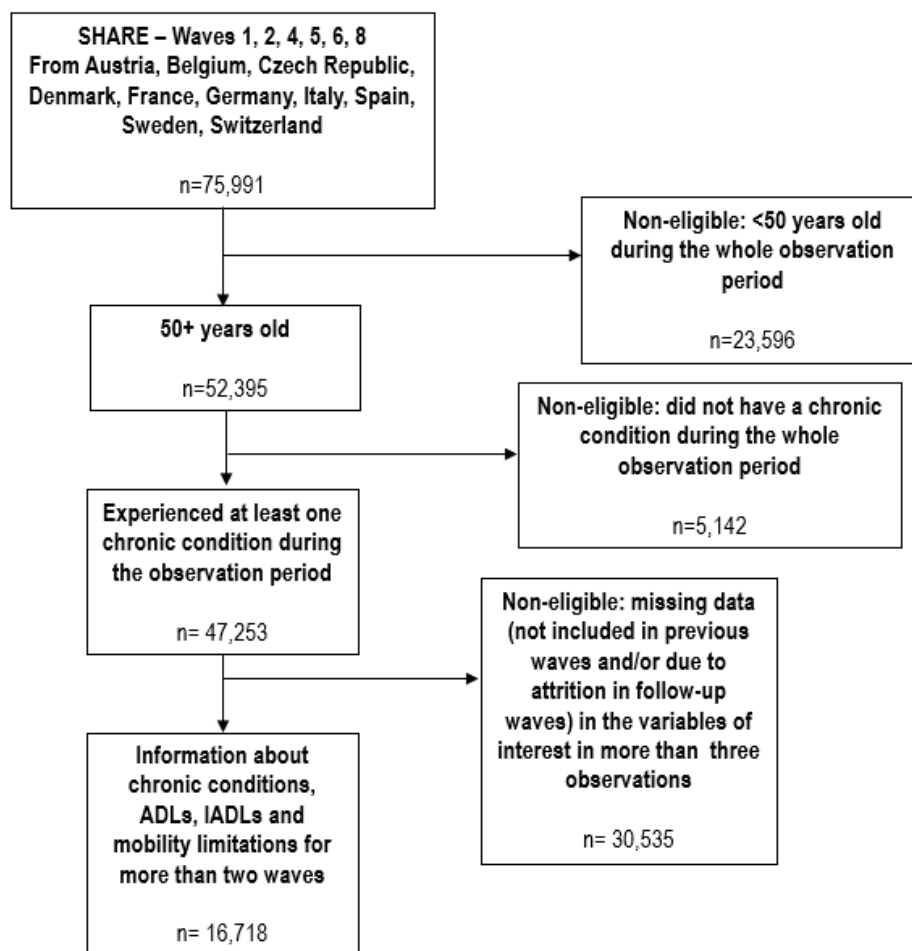 SHARE – Waves 1, 2, 4, 5, 6, 8
From Austria, Belgium, Czech Republic,
Denmark, France, Germany, Italy, Spain,
Sweden, Switzerland
n=75,991
Non-eligible: <50 years old
during the whole observation
period
n=23,596
50+ years old
n=52,395
Non-eligible: did not have a chronic
condition during the whole
observation period
n=5,142
Experienced at least one
chronic condition during
the observation period
n= 47,253
Non-eligible: missing data
(not included in previous
waves and/or due to
attrition in follow-up
waves) in the variables of
interest in more than three
observations
n= 30,535
Information about
chronic conditions,
ADLs, IADLs and
mobility limitations for
more than two waves
n= 16,718